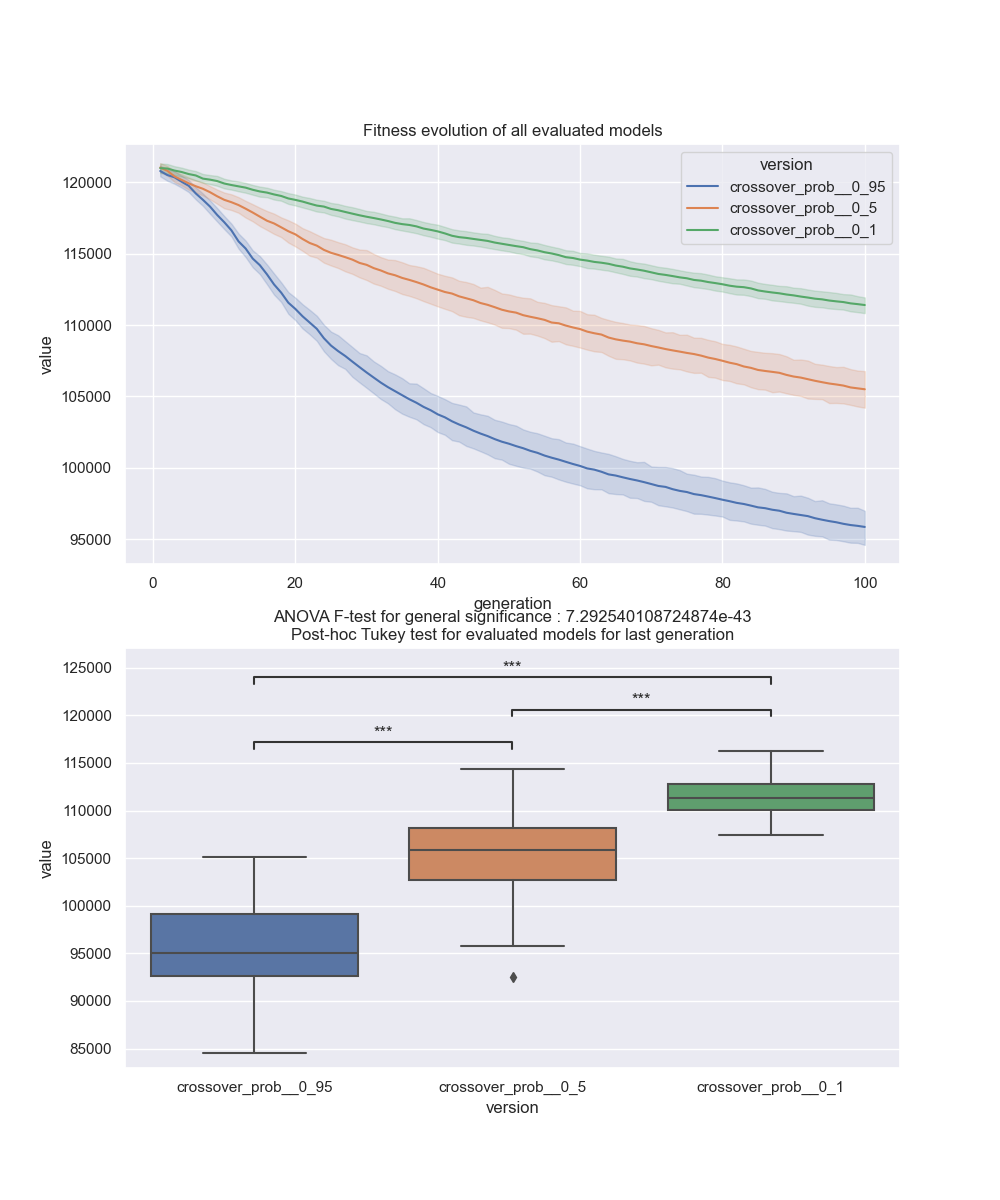 Fitness evolution of all evaluated models
version
crossover_prob__0_95
crossover_prob__0_5
crossover_prob__0_1
value
120000
115000
110000
105000
100000
95000
0 20 40 60 80 100
generation
ANOVA F-test for general significance : 7.292540108724874e-43
Post-hoc Tukey test for evaluated models for last generation
value
125000
120000
115000
110000
105000
100000
95000
90000
85000
***
***
***
crossover_prob__0_95 crossover_prob__0_5 crossover_prob__0_1
version